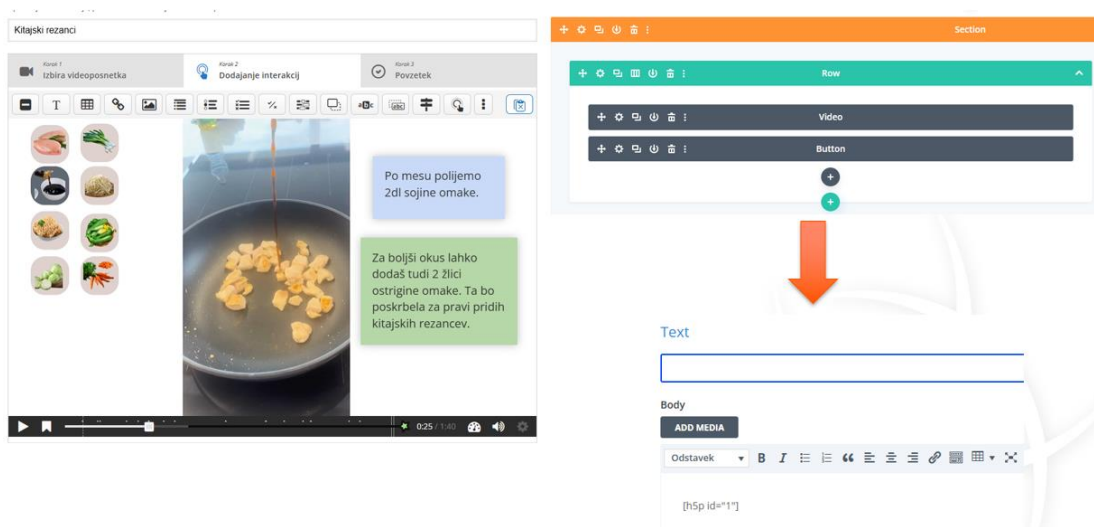 Kitajski rezanci
Korak 1
Izbira videoposnetka
Korak 2
Dodajanje interakcij
Korak 3
Povzetek
T
aBc
abc
Po mesu polijemo
2dl sojine omake.
Za boljši okus lahko
dodaš tudi 2 žlici
ostrigine omake. Ta bo
poskrbela za pravi pridih
kitajskih rezancev.
0:25 / 1:40
Section
Row
Video
Button
Text
Body
ADD MEDIA
Odstavek
B I
[h5p id="1"]